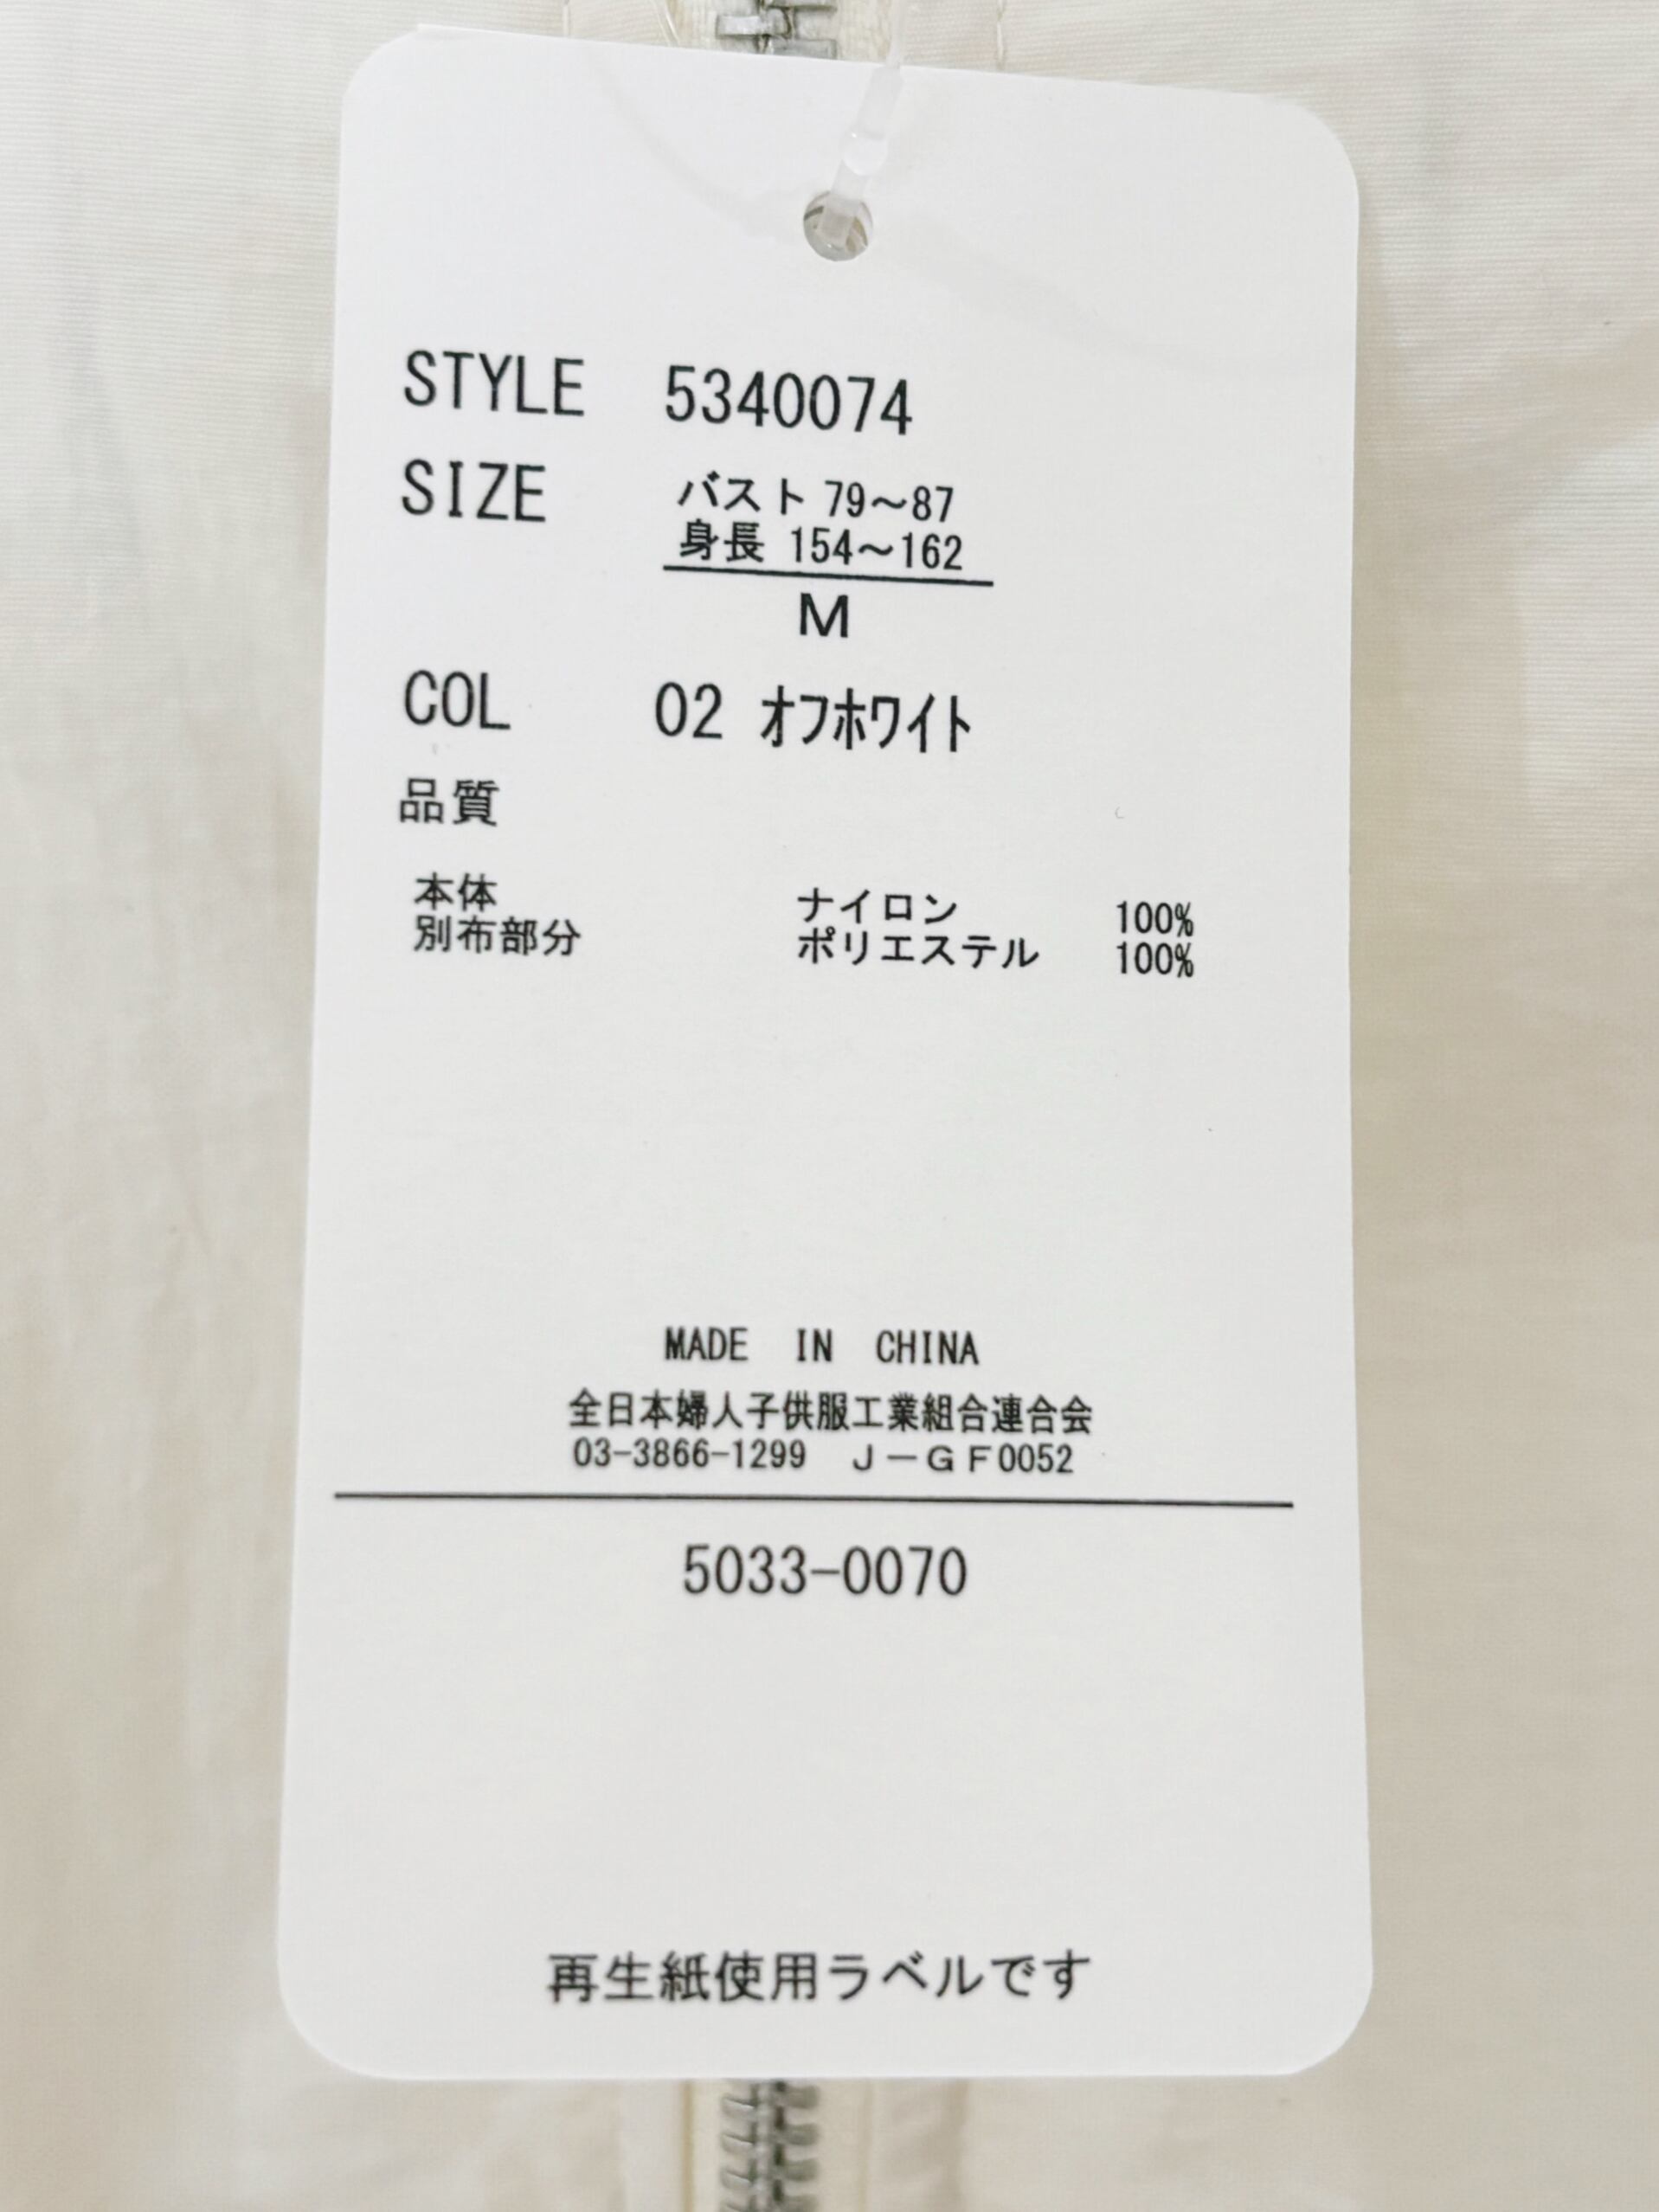 STYLE 5340074
SIZE バスト 79〜87
身長 154〜162
M
COL 02 ｵﾌﾎﾜｲﾄ
品質
本体 ナイロン 100%
別布部分 ポリエステル 100%
MADE IN CHINA
全日本婦人子供服工業組合連合会
03-3866-1299 Ｊ－ＧＦ0052
5033-0070
再生紙使用ラベルです